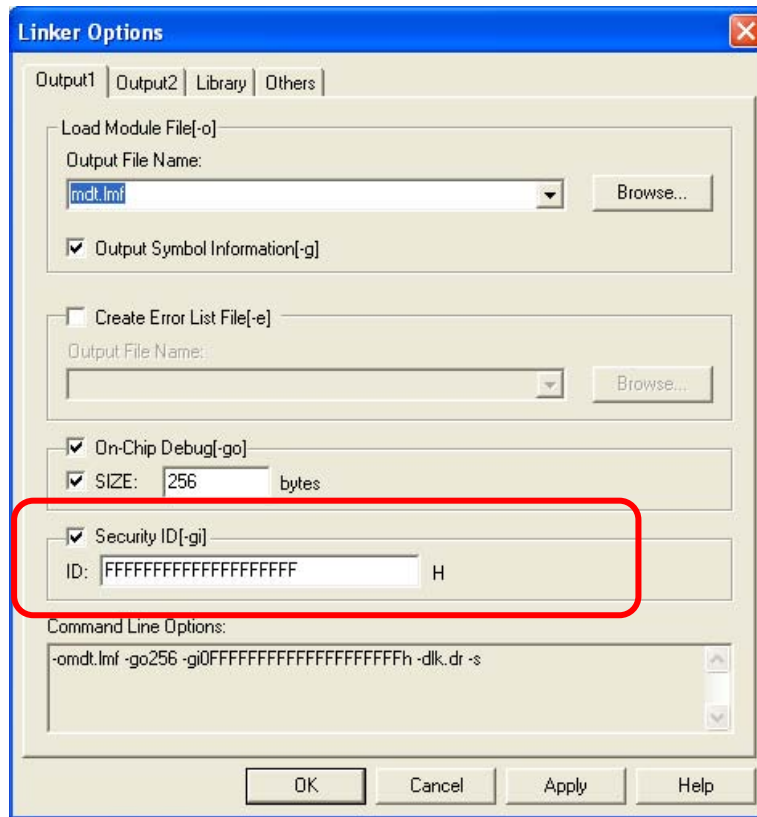 Linker Options
Output1 Output2 Library Others
Load Module File[-o]
Output File Name:
mdt.lmf Browse...
Output Symbol Information[-g]
Create Error List File[-e]
Output File Name:
Browse...
On-Chip Debug[-go]
SIZE: 256 bytes
Security ID[-gi]
ID: FFFFFFFFFFFFFFFFFFFF H
Command Line Options:
-omdt.lmf -go256 -gi0FFFFFFFFFFFFFFFFFFFFh -dlk.dr -s
OK Cancel Apply Help